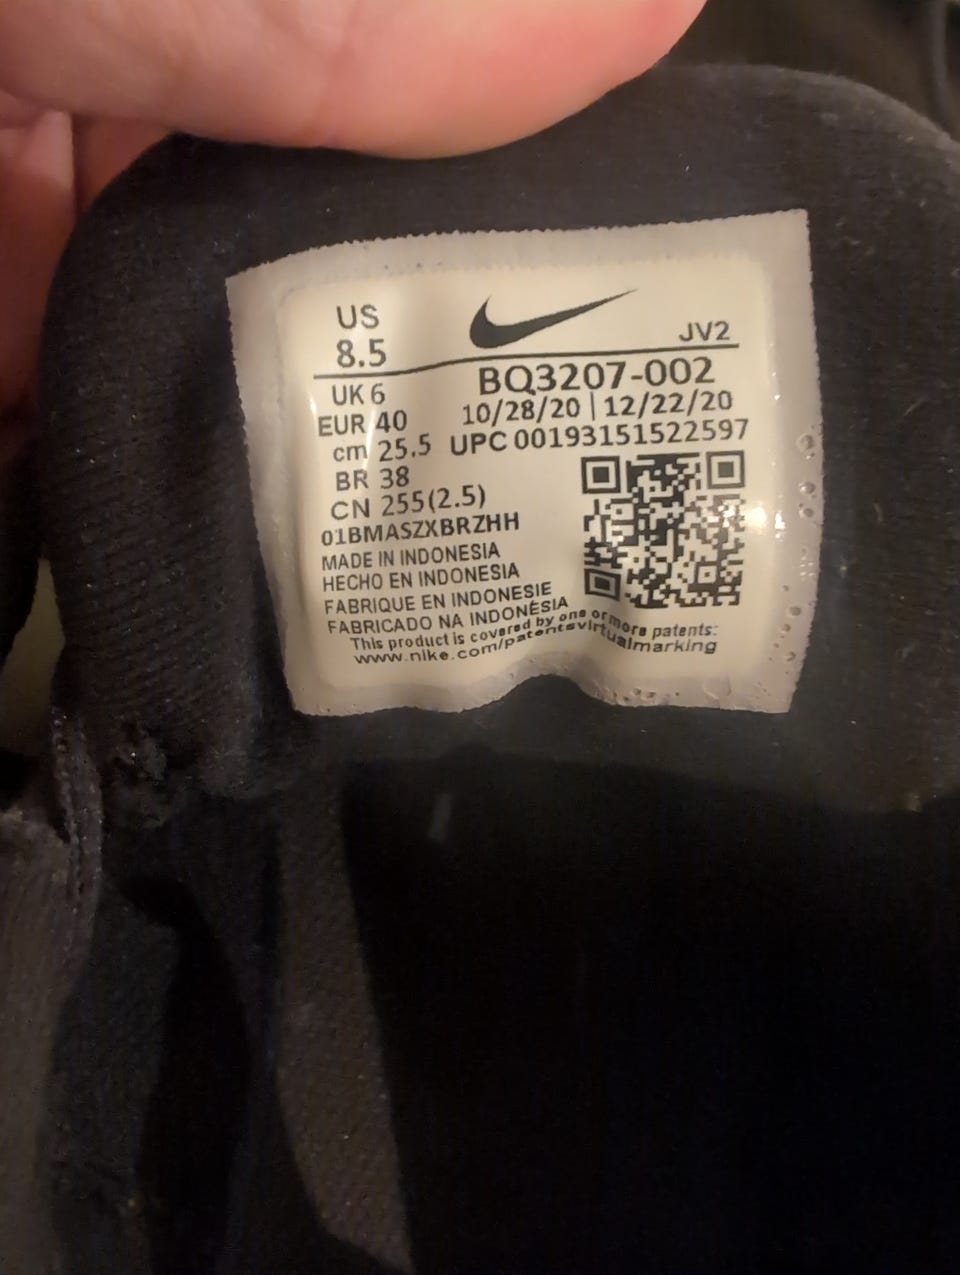 US
8.5
JV2
UK 6
EUR 40
cm 25.5
BR 38
CN 255(2.5)
BQ3207-002
10/28/20 | 12/22/20
UPC 00193151522597
01BMASZXBRZHH
MADE IN INDONESIA
HECHO EN INDONESIA
FABRIQUE EN INDONESIE
FABRICADO NA INDONÉSIA
This product is covered by one or more patents:
www.nike.com/patentsvirtualmarking